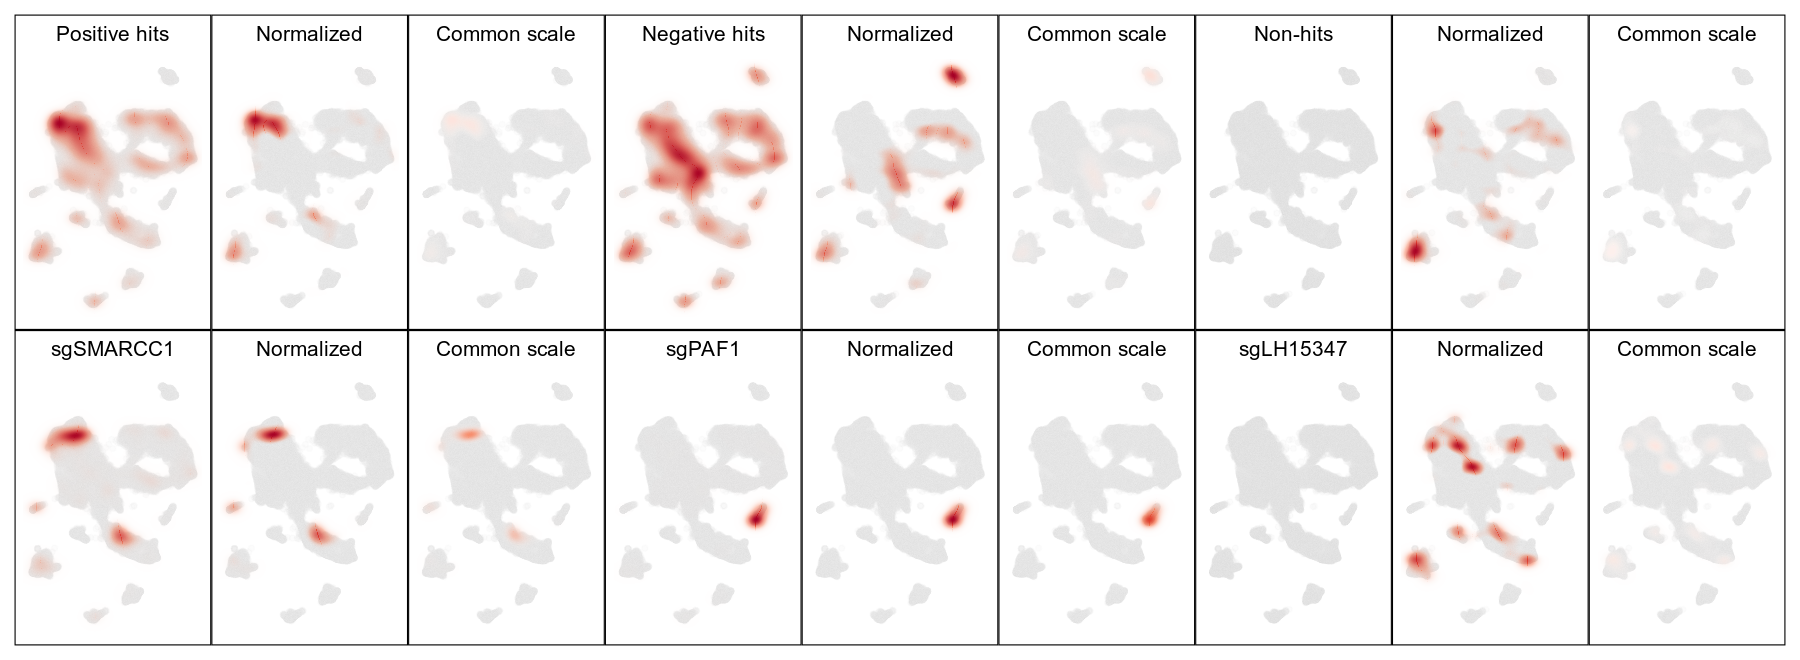 Positive hits
Normalized
Common scale
Negative hits
Normalized
Common scale
Non-hits
Normalized
Common scale
sgSMARCC1
Normalized
Common scale
sgPAF1
Normalized
Common scale
sgLH15347
Normalized
Common scale